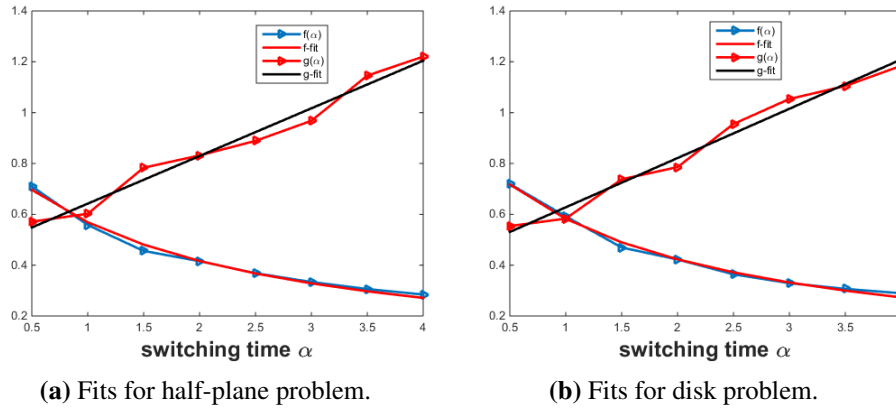 1.4
1.2
1
0.8
0.6
0.4
0.2
0.5 1 1.5 2 2.5 3 3.5 4
f(α)
f-fit
g(α)
g-fit
switching time α
(a) Fits for half-plane problem.
1.4
1.2
1
0.8
0.6
0.4
0.2
0.5 1 1.5 2 2.5 3 3.5
f(α)
f-fit
g(α)
g-fit
switching time α
(b) Fits for disk problem.